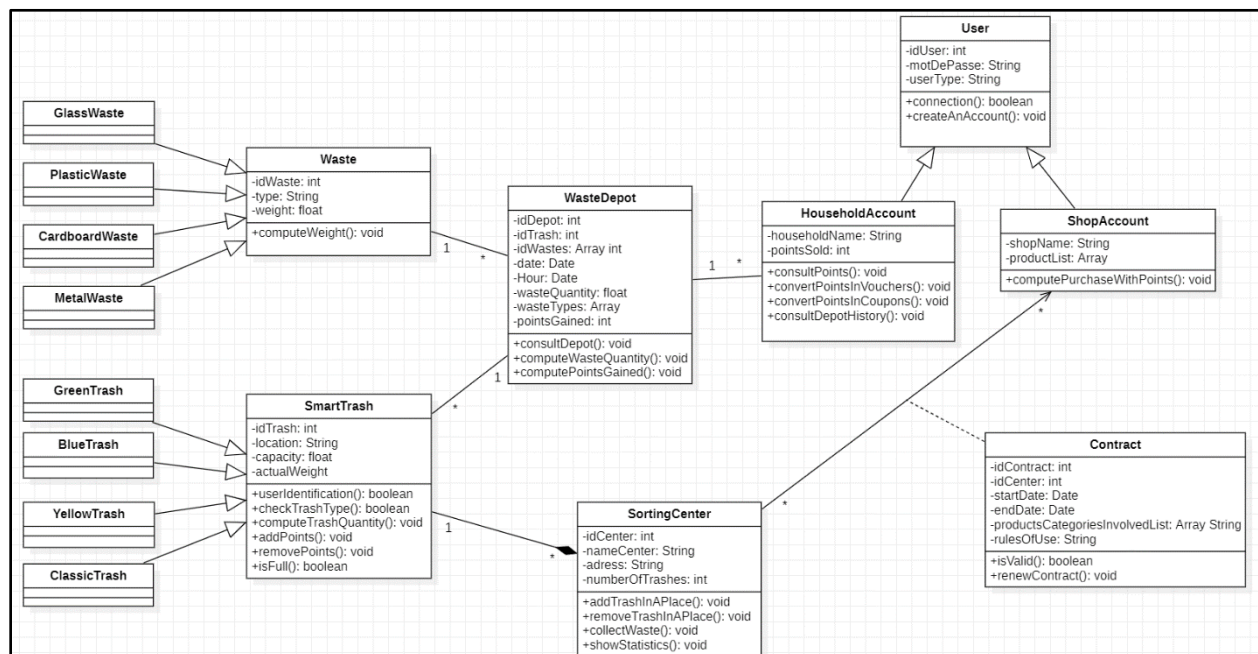 User
-idUser: int
-motDePasse: String
-userType: String
+connection(): boolean
+createAnAccount(): void
GlassWaste
PlasticWaste
CardboardWaste
MetalWaste
Waste
-idWaste: int
-type: String
-weight: float
+computeWeight(): void
1
*
WasteDepot
-idDepot: int
-idTrash: int
-idWastes: Array int
-date: Date
-Hour: Date
-wasteQuantity: float
-wasteTypes: Array
-pointsGained: int
+consultDepot(): void
+computeWasteQuantity(): void
+computePointsGained(): void
1
*
HouseholdAccount
-householdName: String
-pointsSold: int
+consultPoints(): void
+convertPointsInVouchers(): void
+convertPointsInCoupons(): void
+consultDepotHistory(): void
ShopAccount
-shopName: String
-productList: Array
+computePurchaseWithPoints(): void
*
1
*
GreenTrash
BlueTrash
YellowTrash
ClassicTrash
SmartTrash
-idTrash: int
-location: String
-capacity: float
-actualWeight
+userIdentification(): boolean
+checkTrashType(): boolean
+computeTrashQuantity(): void
+addPoints(): void
+removePoints(): void
+isFull(): boolean
1
*
SortingCenter
-idCenter: int
-nameCenter: String
-adress: String
-numberOfTrashes: int
+addTrashInAPlace(): void
+removeTrashInAPlace(): void
+collectWaste(): void
+showStatistics(): void
*
Contract
-idContract: int
-idCenter: int
-startDate: Date
-endDate: Date
-productsCategoriesInvolvedList: Array String
-rulesOfUse: String
+isValid(): boolean
+renewContract(): void